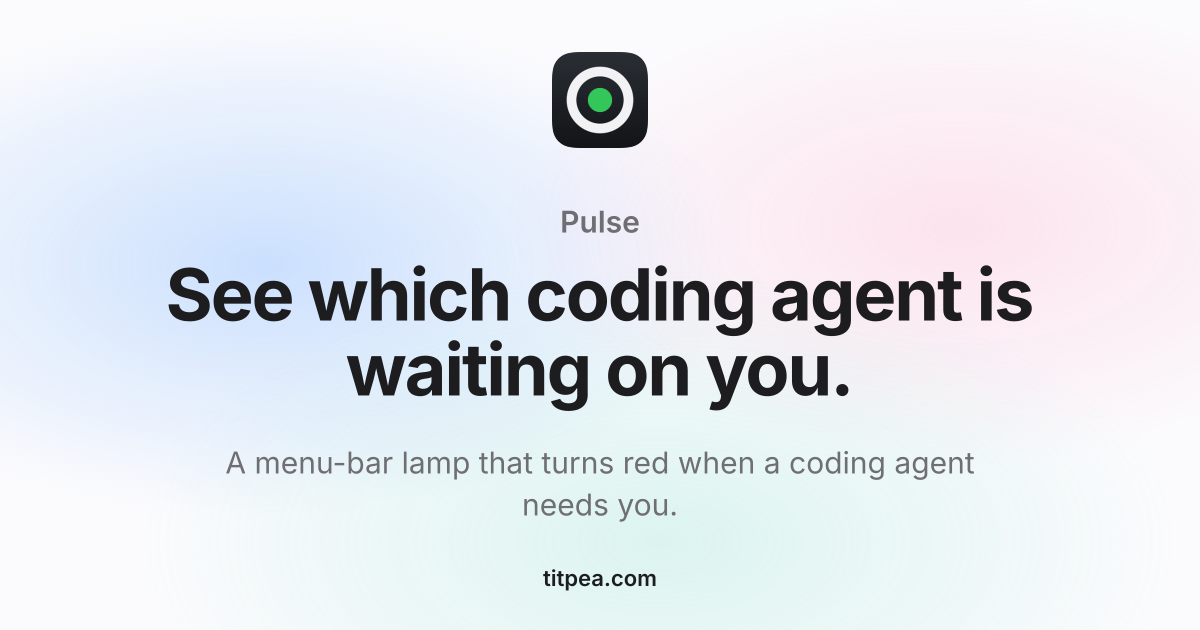 Pulse
See which coding agent is
waiting on you.
A menu-bar lamp that turns red when a coding agent
needs you.
titpea.com